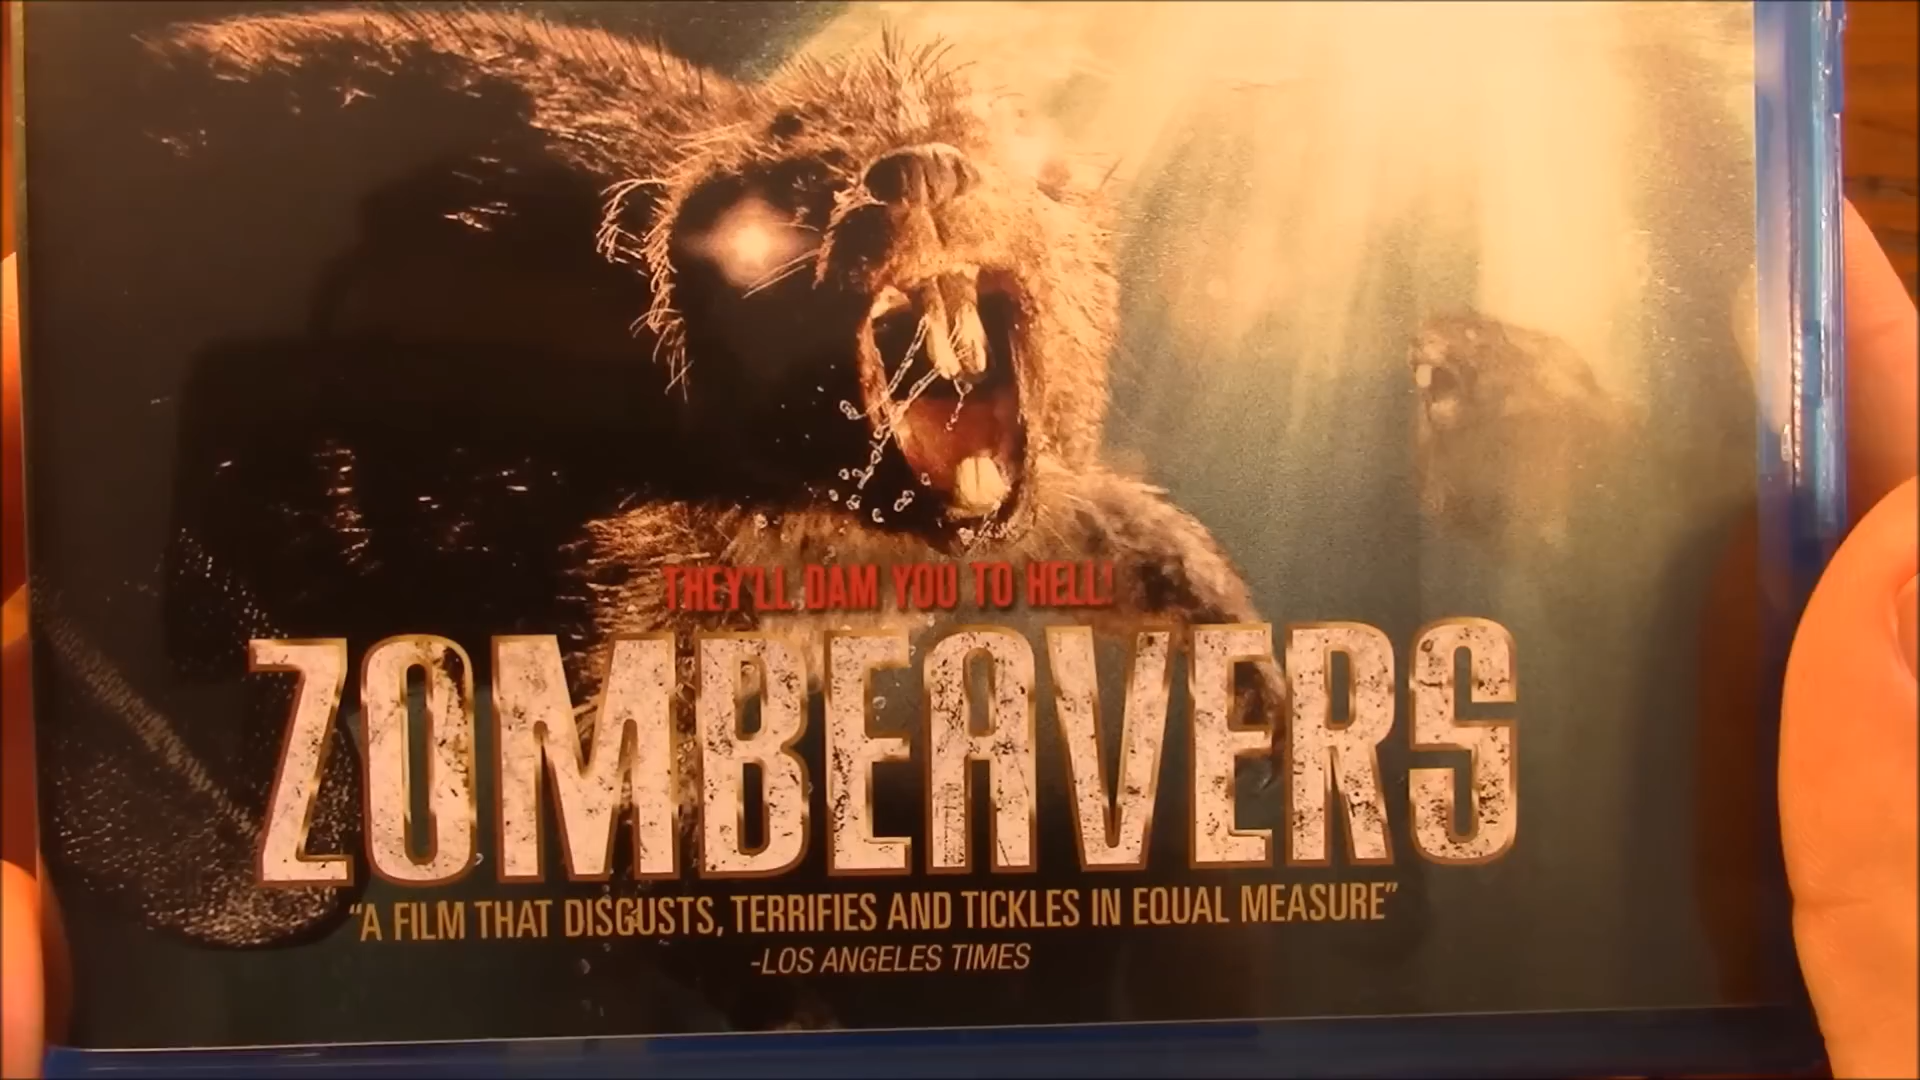 THEY'LL DAM YOU TO HELL!
ZOMBEAVERS
“A FILM THAT DISGUSTS, TERRIFIES AND TICKLES IN EQUAL MEASURE”
-LOS ANGELES TIMES